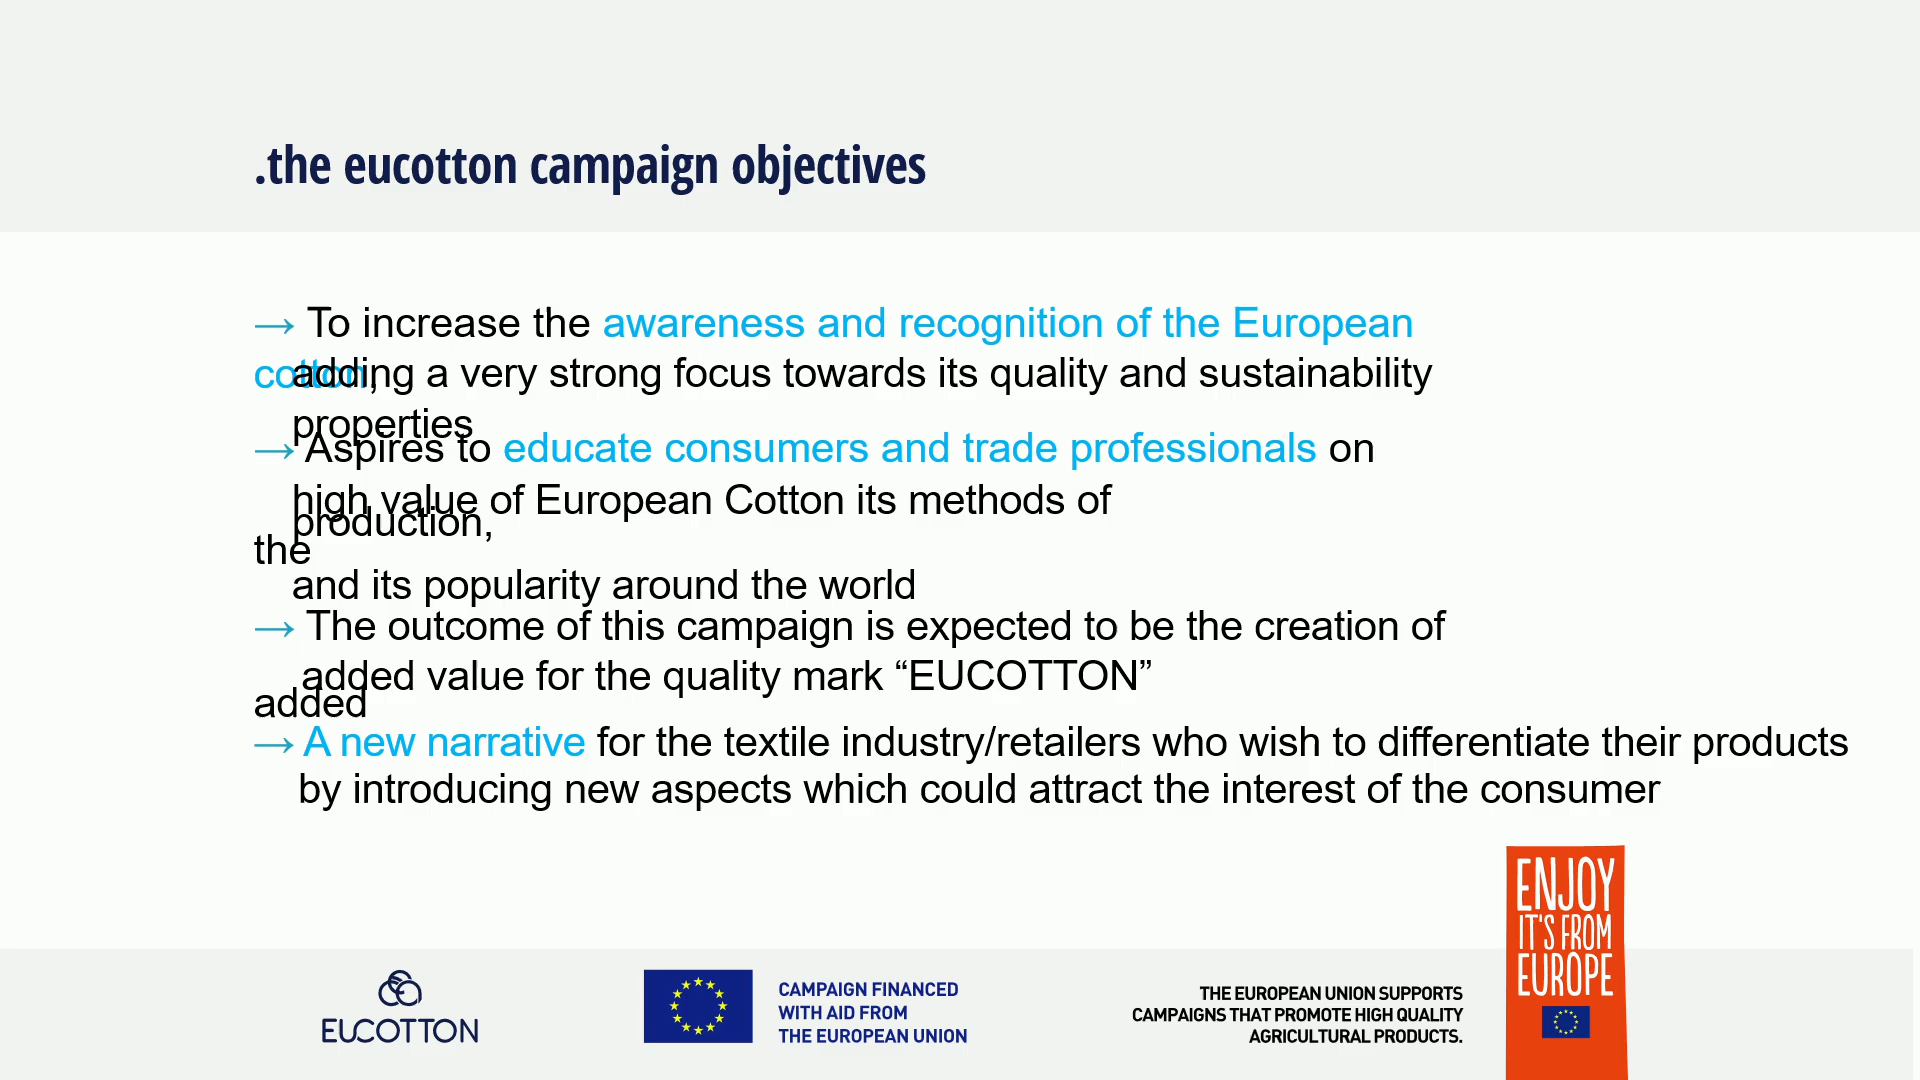 .the eucotton campaign objectives
→ To increase the awareness and recognition of the European
cotton,
adding a very strong focus towards its quality and sustainability
properties
→ Aspires to educate consumers and trade professionals on
high value of European Cotton its methods of
production,
the
and its popularity around the world
→ The outcome of this campaign is expected to be the creation of
added value for the quality mark “EUCOTTON”
added
→ A new narrative for the textile industry/retailers who wish to differentiate their products
by introducing new aspects which could attract the interest of the consumer
EUCOTTON
CAMPAIGN FINANCED
WITH AID FROM
THE EUROPEAN UNION
THE EUROPEAN UNION SUPPORTS
CAMPAIGNS THAT PROMOTE HIGH QUALITY
AGRICULTURAL PRODUCTS.
ENJOY
IT'S FROM
EUROPE